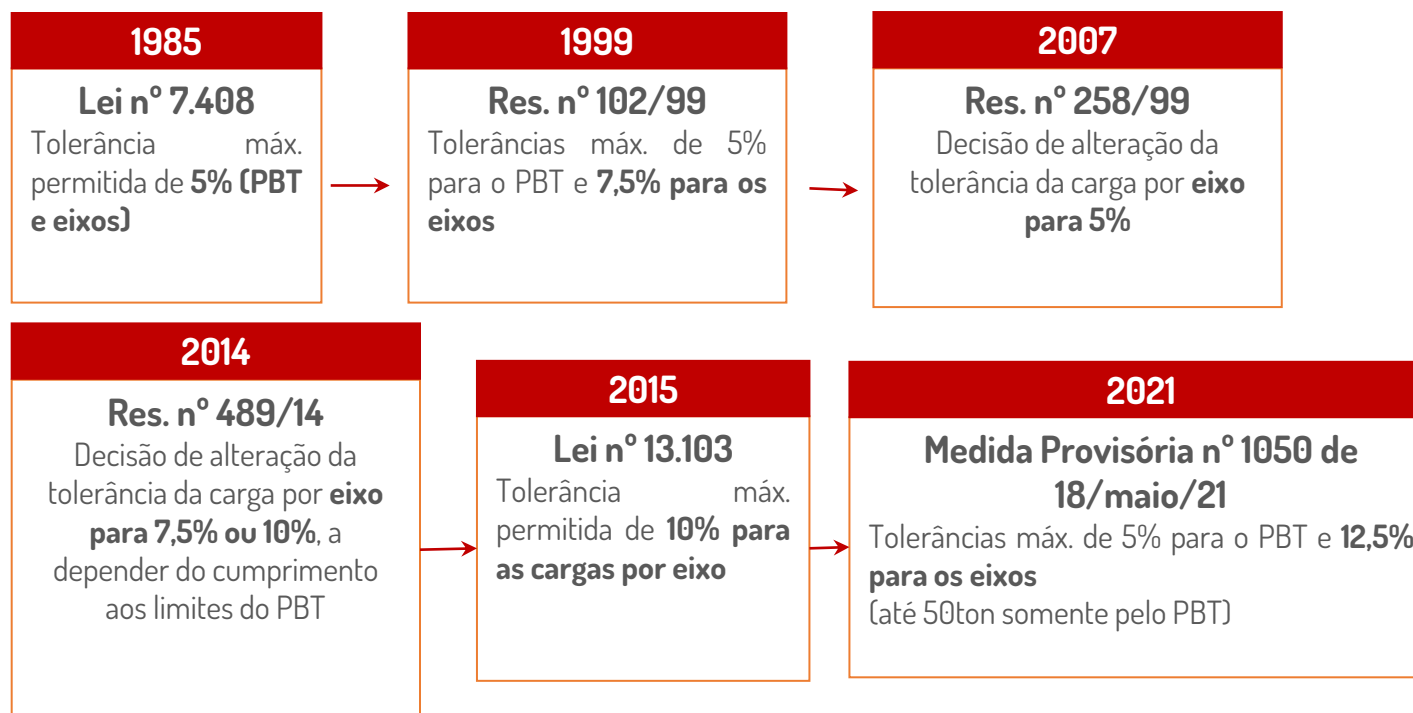 1985
Lei nº 7.408
Tolerância máx.
permitida de 5% (PBT
e eixos)
1999
Res. nº 102/99
Tolerâncias máx. de 5%
para o PBT e 7,5% para os
eixos
2007
Res. nº 258/99
Decisão de alteração da
tolerância da carga por eixo
para 5%
2014
Res. nº 489/14
Decisão de alteração da
tolerância da carga por eixo
para 7,5% ou 10%, a
depender do cumprimento
aos limites do PBT
2015
Lei nº 13.103
Tolerância máx.
permitida de 10% para
as cargas por eixo
2021
Medida Provisória nº 1050 de
18/maio/21
Tolerâncias máx. de 5% para o PBT e 12,5%
para os eixos
(até 50ton somente pelo PBT)